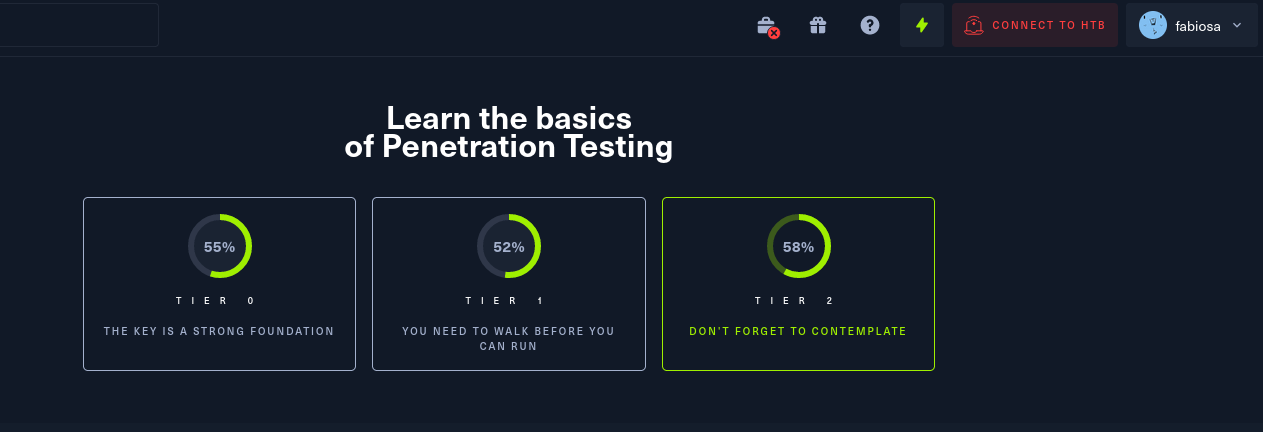 CONNECT TO HTB
fabiosa
Learn the basics
of Penetration Testing
55%
TIER 0
THE KEY IS A STRONG FOUNDATION
52%
TIER 1
YOU NEED TO WALK BEFORE YOU
CAN RUN
58%
TIER 2
DON'T FORGET TO CONTEMPLATE